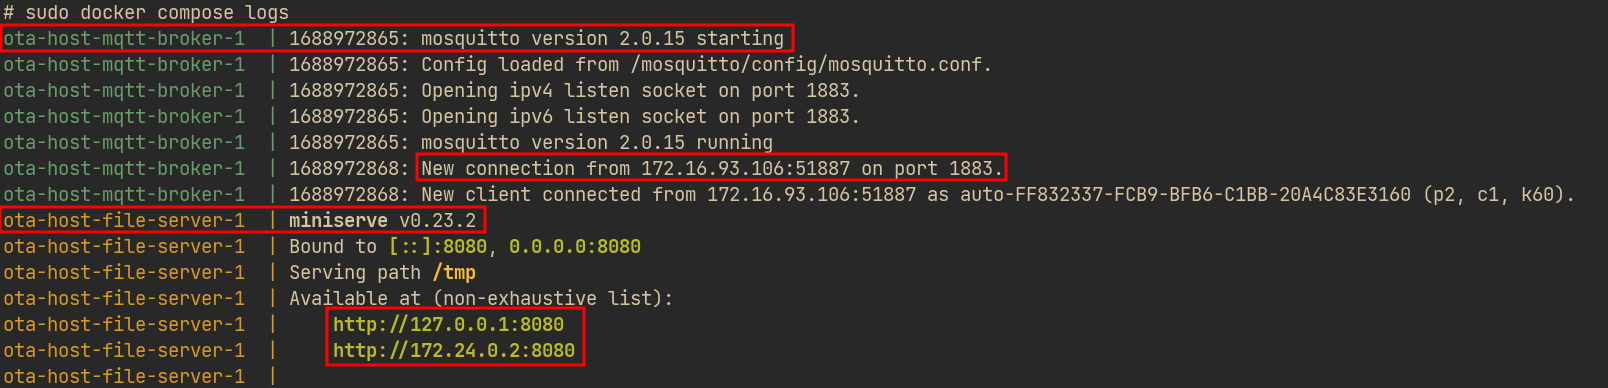 # sudo docker compose logs
ota-host-mqtt-broker-1  | 1688972865: mosquitto version 2.0.15 starting
ota-host-mqtt-broker-1  | 1688972865: Config loaded from /mosquitto/config/mosquitto.conf.
ota-host-mqtt-broker-1  | 1688972865: Opening ipv4 listen socket on port 1883.
ota-host-mqtt-broker-1  | 1688972865: Opening ipv6 listen socket on port 1883.
ota-host-mqtt-broker-1  | 1688972865: mosquitto version 2.0.15 running
ota-host-mqtt-broker-1  | 1688972868: New connection from 172.16.93.106:51887 on port 1883.
ota-host-mqtt-broker-1  | 1688972868: New client connected from 172.16.93.106:51887 as auto-FF832337-FCB9-BFB6-C1BB-20A4C83E3160 (p2, c1, k60).
ota-host-file-server-1  | miniserve v0.23.2
ota-host-file-server-1  | Bound to [::]:8080, 0.0.0.0:8080
ota-host-file-server-1  | Serving path /tmp
ota-host-file-server-1  | Available at (non-exhaustive list):
ota-host-file-server-1  |     http://127.0.0.1:8080
ota-host-file-server-1  |     http://172.24.0.2:8080
ota-host-file-server-1  |